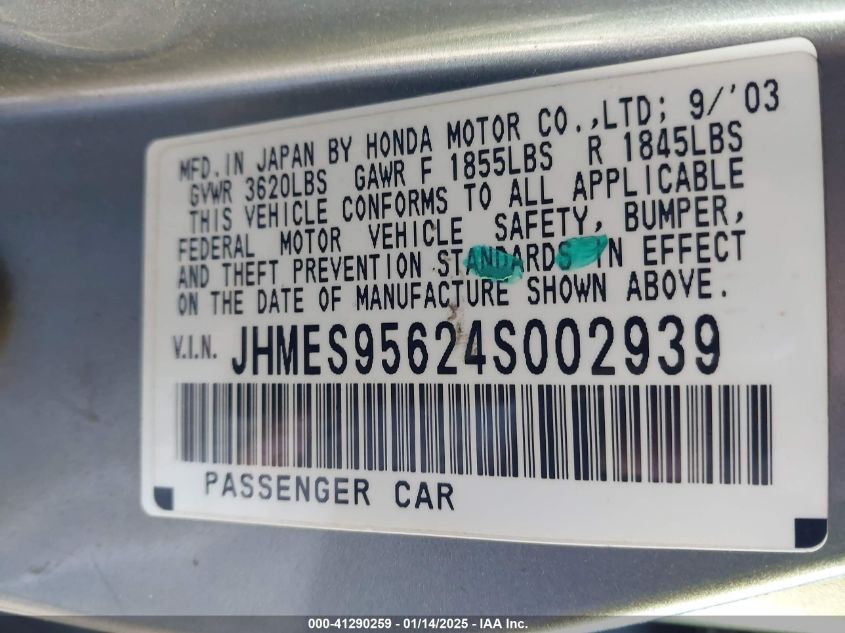 MFD. IN JAPAN BY HONDA MOTOR CO.,LTD; 9/'03
GVWR 3620LBS GAWR F 1855LBS R 1845LBS
THIS VEHICLE CONFORMS TO ALL APPLICABLE
FEDERAL MOTOR VEHICLE SAFETY, BUMPER,
AND THEFT PREVENTION STANDARDS IN EFFECT
ON THE DATE OF MANUFACTURE SHOWN ABOVE.
V.I.N. JHMES95624S002939
PASSENGER CAR
000-41290259 - 01/14/2025 - IAA Inc.